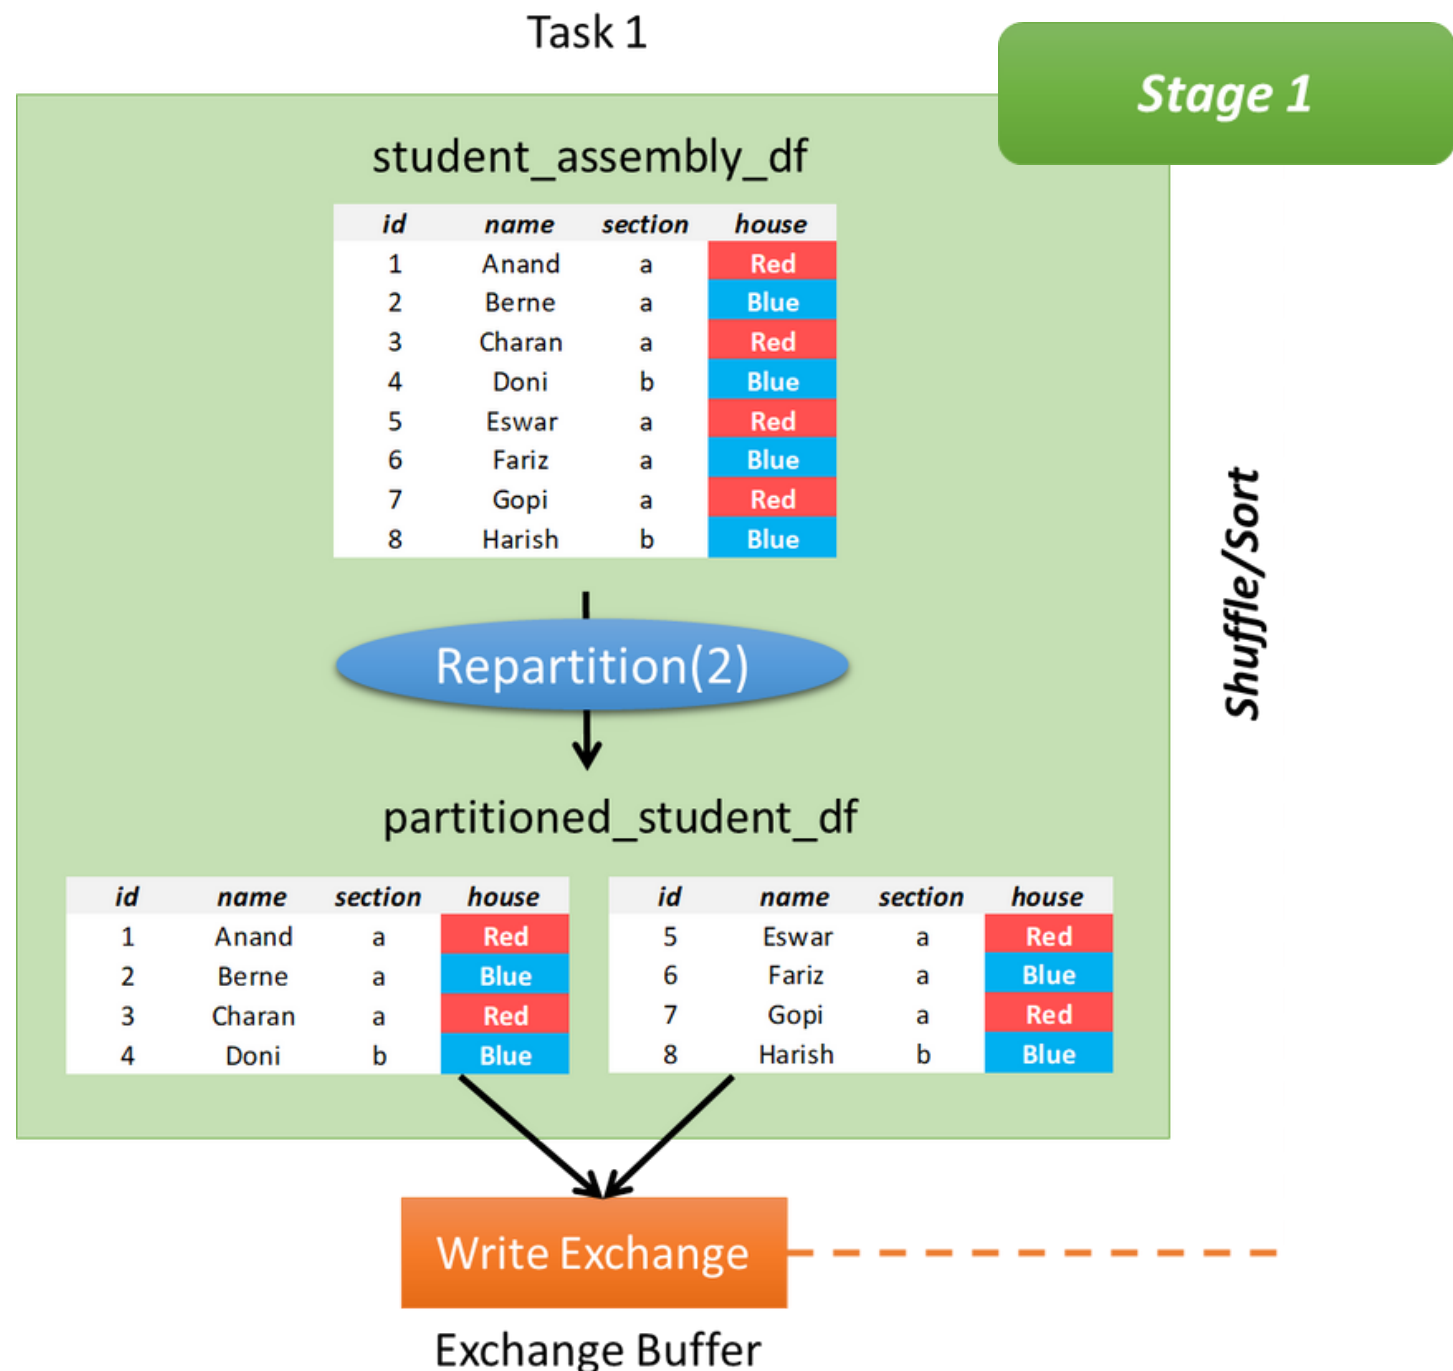 Task 1
Stage 1
student_assembly_df
id name section house
1 Anand a Red
2 Berne a Blue
3 Charan a Red
4 Doni b Blue
5 Eswar a Red
6 Fariz a Blue
7 Gopi a Red
8 Harish b Blue
Shuffle/Sort
Repartition(2)
partitioned_student_df
id name section house
1 Anand a Red
2 Berne a Blue
3 Charan a Red
4 Doni b Blue
id name section house
5 Eswar a Red
6 Fariz a Blue
7 Gopi a Red
8 Harish b Blue
Write Exchange
Exchange Buffer